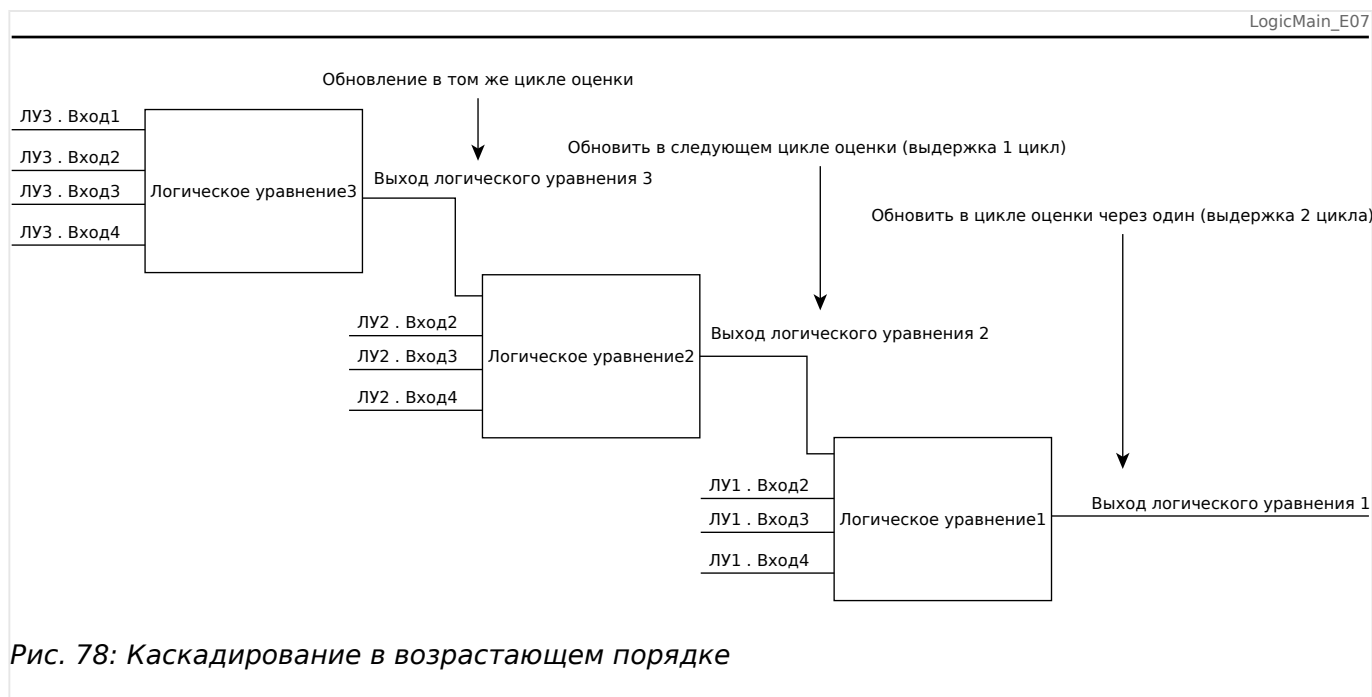 LogicMain_E07
Обновление в том же цикле оценки
ЛУ3 . Вход1
ЛУ3 . Вход2
ЛУ3 . Вход3
ЛУ3 . Вход4
Логическое уравнение3
Выход логического уравнения 3
Обновить в следующем цикле оценки (выдержка 1 цикл)
Обновить в цикле оценки через один (выдержка 2 цикла)
ЛУ2 . Вход2
ЛУ2 . Вход3
ЛУ2 . Вход4
Логическое уравнение2
Выход логического уравнения 2
ЛУ1 . Вход2
ЛУ1 . Вход3
ЛУ1 . Вход4
Логическое уравнение1
Выход логического уравнения 1
Рис. 78: Каскадирование в возрастающем порядке